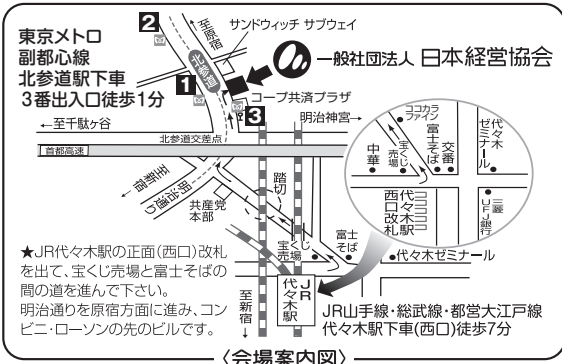 東京メトロ
副都心線
北参道駅下車
3番出入口徒歩1分
2
至原宿
サンドウィッチ サブウェイ
北参道
一般社団法人 日本経営協会
1
コープ共済プラザ
3
明治神宮→
←至千駄ヶ谷
北参道交差点
首都高速
至新宿
明治通り
共産党
本部
踏切
宝くじ
売場
富士
そば
代々木ゼミナール
JR
代々木駅
至新宿
ココカラ
ファイン
中華
宝くじ
売場
富士そば
交番
代々木
ゼミナール
代々木駅
西口改札
三菱
UFJ銀行
★JR代々木駅の正面(西口)改札
を出て、宝くじ売場と富士そばの
間の道を進んで下さい。
明治通りを原宿方面に進み、コン
ビニ・ローソンの先のビルです。
JR山手線・総武線・都営大江戸線
代々木駅下車(西口)徒歩7分
〈会場案内図〉